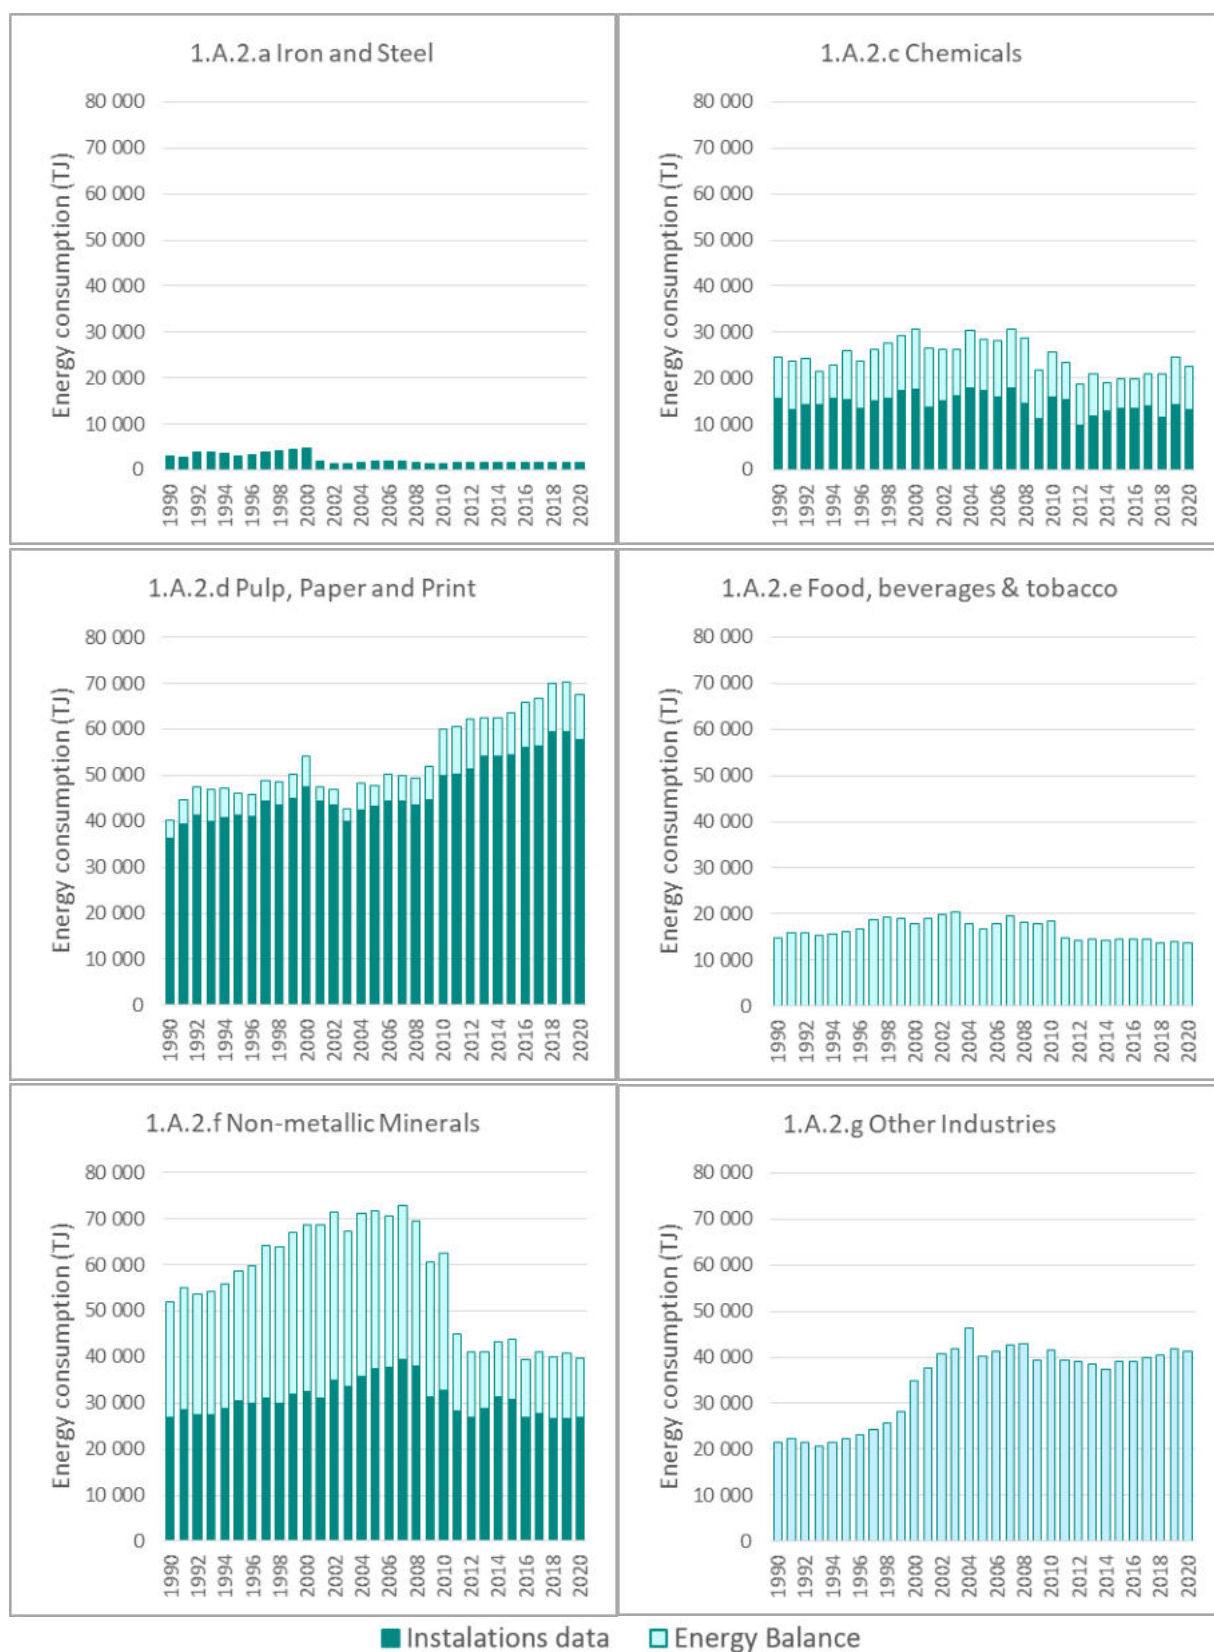 1.A.2.a Iron and Steel
Energy consumption (TJ)
80 000
70 000
60 000
50 000
40 000
30 000
20 000
10 000
0
1990 1992 1994 1996 1998 2000 2002 2004 2006 2008 2010 2012 2014 2016 2018 2020
1.A.2.c Chemicals
Energy consumption (TJ)
80 000
70 000
60 000
50 000
40 000
30 000
20 000
10 000
0
1990 1992 1994 1996 1998 2000 2002 2004 2006 2008 2010 2012 2014 2016 2018 2020
1.A.2.d Pulp, Paper and Print
Energy consumption (TJ)
80 000
70 000
60 000
50 000
40 000
30 000
20 000
10 000
0
1990 1992 1994 1996 1998 2000 2002 2004 2006 2008 2010 2012 2014 2016 2018 2020
1.A.2.e Food, beverages & tobacco
Energy consumption (TJ)
80 000
70 000
60 000
50 000
40 000
30 000
20 000
10 000
0
1990 1992 1994 1996 1998 2000 2002 2004 2006 2008 2010 2012 2014 2016 2018 2020
1.A.2.f Non-metallic Minerals
Energy consumption (TJ)
80 000
70 000
60 000
50 000
40 000
30 000
20 000
10 000
0
1990 1992 1994 1996 1998 2000 2002 2004 2006 2008 2010 2012 2014 2016 2018 2020
1.A.2.g Other Industries
Energy consumption (TJ)
80 000
70 000
60 000
50 000
40 000
30 000
20 000
10 000
0
1990 1992 1994 1996 1998 2000 2002 2004 2006 2008 2010 2012 2014 2016 2018 2020
Instalations data Energy Balance